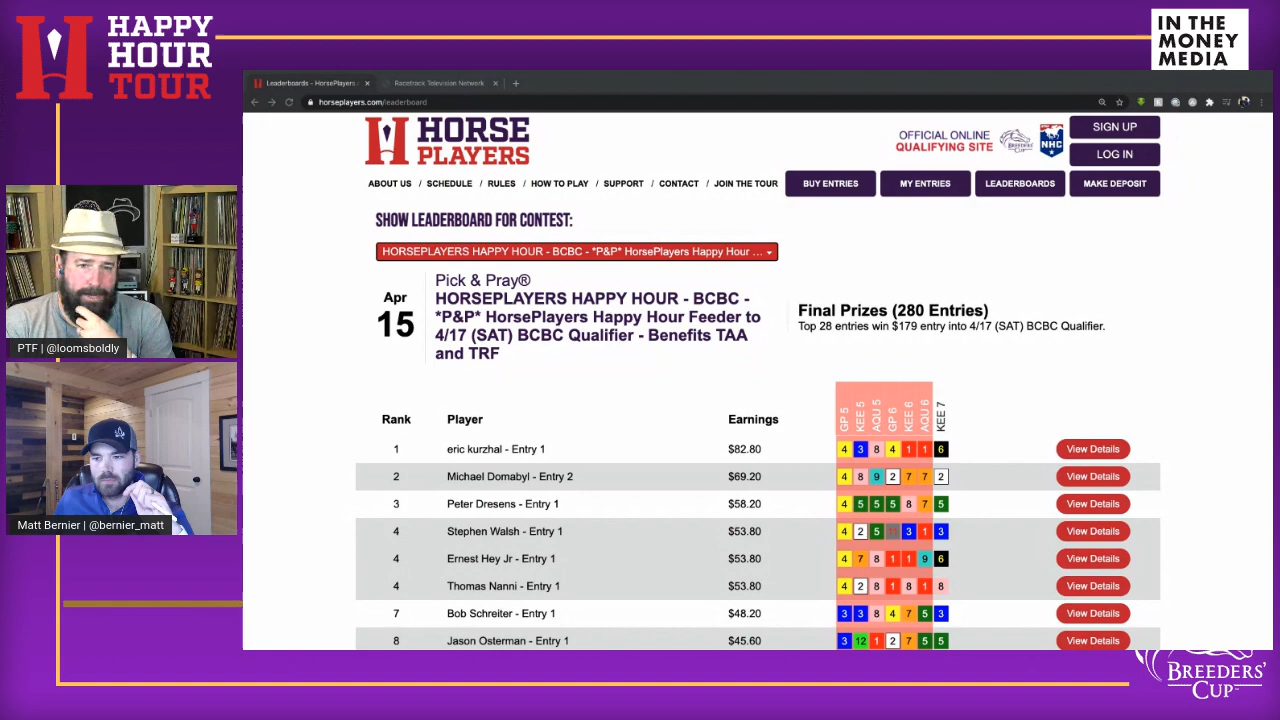 HAPPY
HOUR
TOUR
IN THE
MONEY
MEDIA
Leaderboards - HorsePlayers
Racetrack Television Network
horseplayers.com/leaderboard
HORSE
PLAYERS
OFFICIAL ONLINE
QUALIFYING SITE
NHC
SIGN UP
LOG IN
ABOUT US / SCHEDULE / RULES / HOW TO PLAY / SUPPORT / CONTACT / JOIN THE TOUR
BUY ENTRIES
MY ENTRIES
LEADERBOARDS
MAKE DEPOSIT
SHOW LEADERBOARD FOR CONTEST:
HORSEPLAYERS HAPPY HOUR - BCBC - *P&P* HorsePlayers Happy Hour ...
Apr
15
Pick & Pray®
HORSEPLAYERS HAPPY HOUR - BCBC -
*P&P* HorsePlayers Happy Hour Feeder to
4/17 (SAT) BCBC Qualifier - Benefits TAA
and TRF
Final Prizes (280 Entries)
Top 28 entries win $179 entry into 4/17 (SAT) BCBC Qualifier.
Rank Player Earnings GP 5 KEE 5 AQU 5 GP 6 KEE 6 AQU 6 KEE 7
1 eric kurzhal - Entry 1 $82.80 4 3 8 4 1 1 6 View Details
2 Michael Domabyl - Entry 2 $69.20 4 8 9 2 7 7 2 View Details
3 Peter Dresens - Entry 1 $58.20 4 5 5 5 8 7 5 View Details
4 Stephen Walsh - Entry 1 $53.80 4 2 5 11 3 1 3 View Details
4 Ernest Hey Jr - Entry 1 $53.80 4 7 8 1 1 9 6 View Details
4 Thomas Nanni - Entry 1 $53.80 4 2 8 1 8 1 8 View Details
7 Bob Schreiter - Entry 1 $48.20 3 3 8 4 7 5 3 View Details
8 Jason Osterman - Entry 1 $45.60 3 12 1 2 7 5 5 View Details
PTF | @loomsboldly
Matt Bernier | @bernier_matt
BREEDERS'
CUP